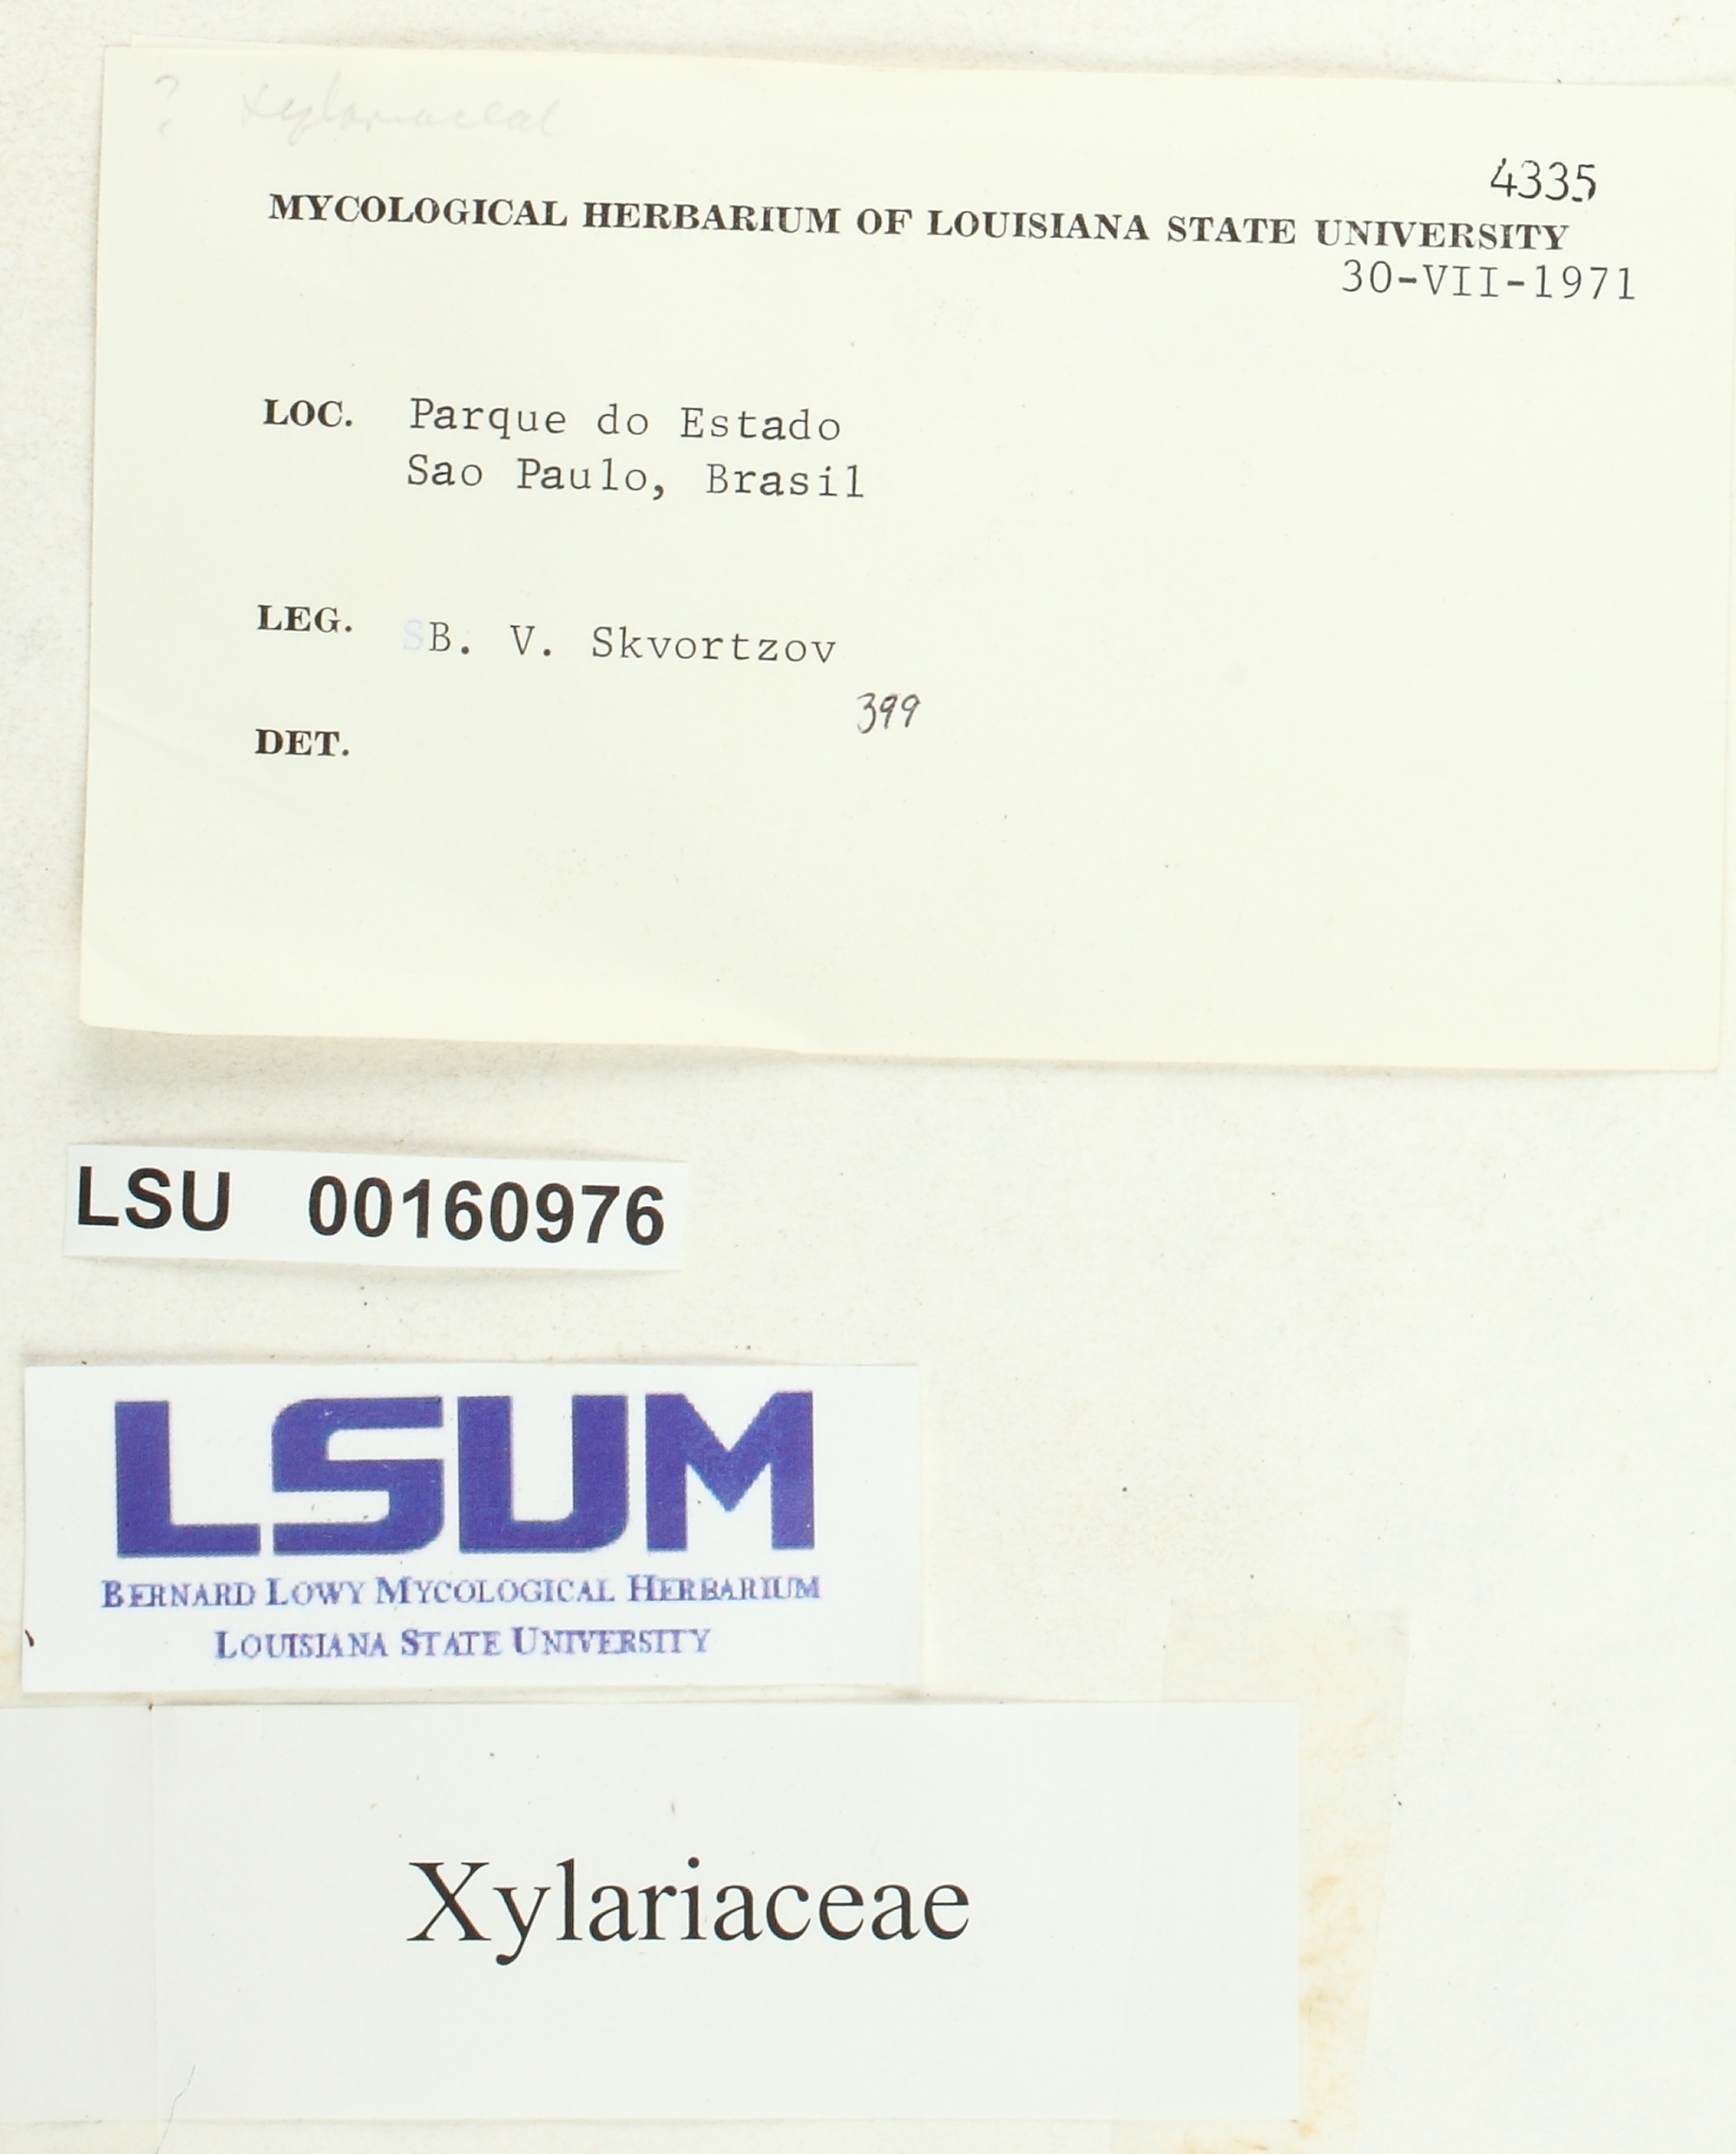 ? Xylariaceae
4335
MYCOLOGICAL HERBARIUM OF LOUISIANA STATE UNIVERSITY
30-VII-1971
LOC. Parque do Estado
Sao Paulo, Brasil
LEG. B. V. Skvortzov
399
DET.
LSU 00160976
LSUM
BERNARD LOWY MYCOLOGICAL HERBARIUM
LOUISIANA STATE UNIVERSITY
Xylariaceae